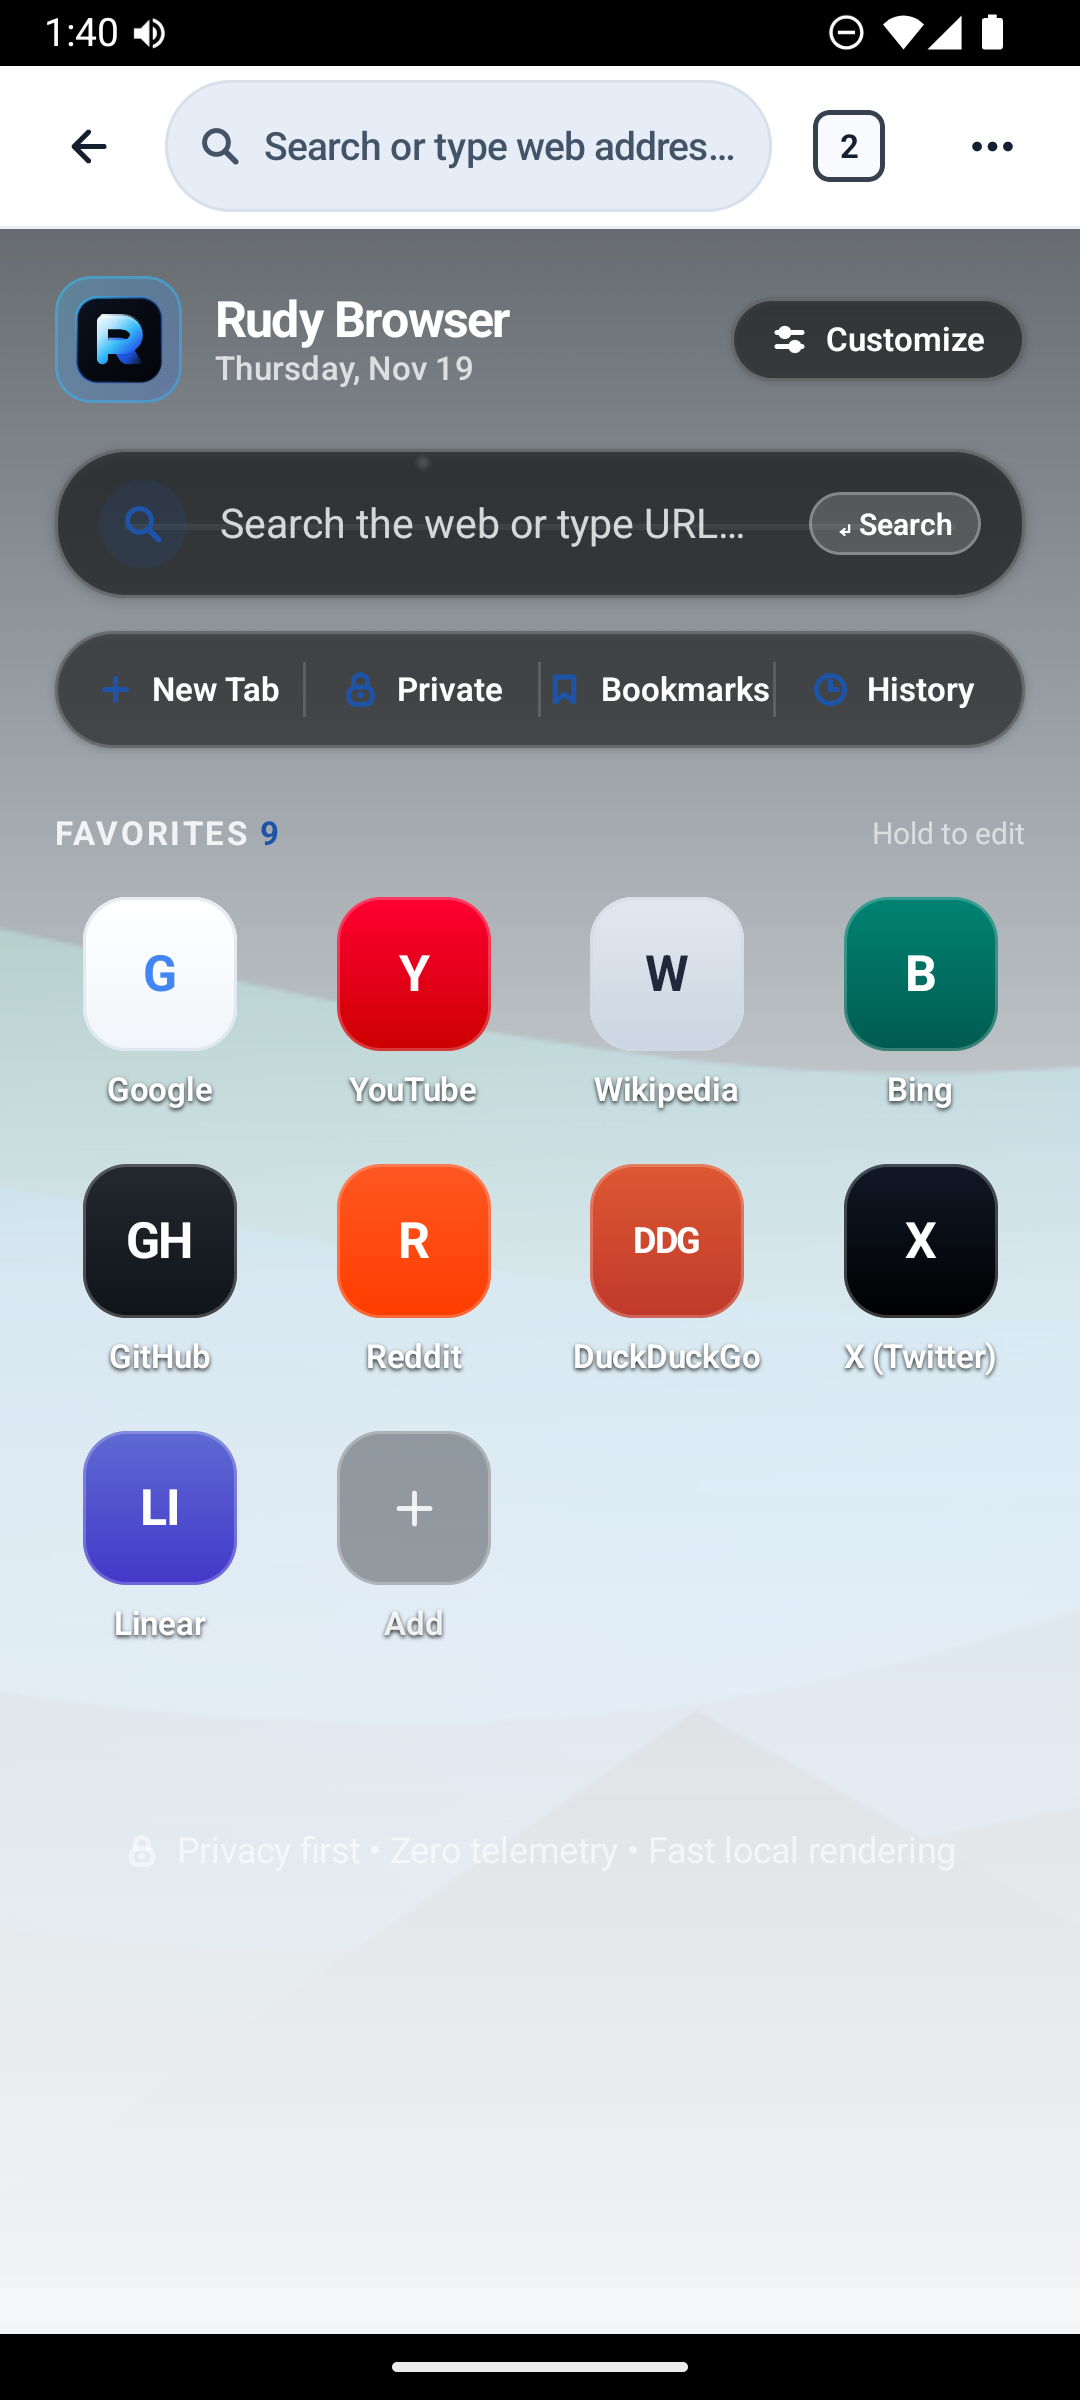 1:40
Search or type web addres...
2
Rudy Browser
Thursday, Nov 19
Customize
Search the web or type URL...
Search
New Tab
Private
Bookmarks
History
FAVORITES 9
Hold to edit
G
Y
W
B
Google
YouTube
Wikipedia
Bing
GH
R
DDG
X
GitHub
Reddit
DuckDuckGo
X (Twitter)
LI
+
Linear
Add
Privacy first • Zero telemetry • Fast local rendering